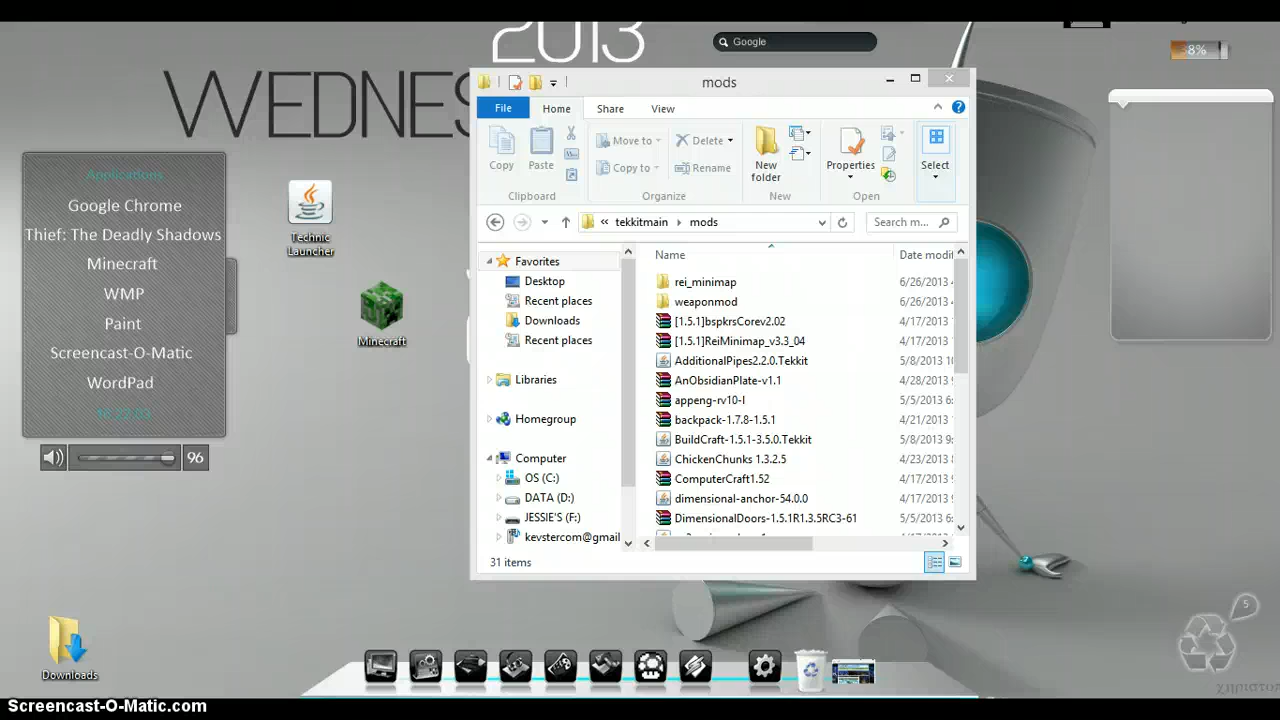 2013
WEDNES
Google
8%
mods
File
Home
Share
View
Copy
Paste
Move to
Copy to
Delete
Rename
New folder
Properties
Select
Clipboard
Organize
New
Open
« tekkitmain
mods
Search m...
Applications
Google Chrome
Thief: The Deadly Shadows
Minecraft
WMP
Paint
Screencast-O-Matic
WordPad
96
Technic
Launcher
Minecraft
Downloads
Favorites
Desktop
Recent places
Downloads
Recent places
Libraries
Homegroup
Computer
OS (C:)
DATA (D:)
JESSIE'S (F:)
kevstercom@gmail
Name
Date modi
rei_minimap 6/26/2013
weaponmod 6/26/2013
[1.5.1]bspkrsCorev2.02 4/17/2013
[1.5.1]ReiMinimap_v3.3_04 4/17/2013
AdditionalPipes2.2.0.Tekkit 5/8/2013 10
AnObsidianPlate-v1.1 4/28/2013
appeng-rv10-l 5/5/2013 6:
backpack-1.7.8-1.5.1 4/21/2013
BuildCraft-1.5.1-3.5.0.Tekkit 5/8/2013 9:
ChickenChunks 1.3.2.5 4/23/2013
ComputerCraft1.52 4/17/2013
dimensional-anchor-54.0.0 4/17/2013
DimensionalDoors-1.5.1R1.3.5RC3-61 5/5/2013 6:
31 items
5
Screencast-O-Matic.com